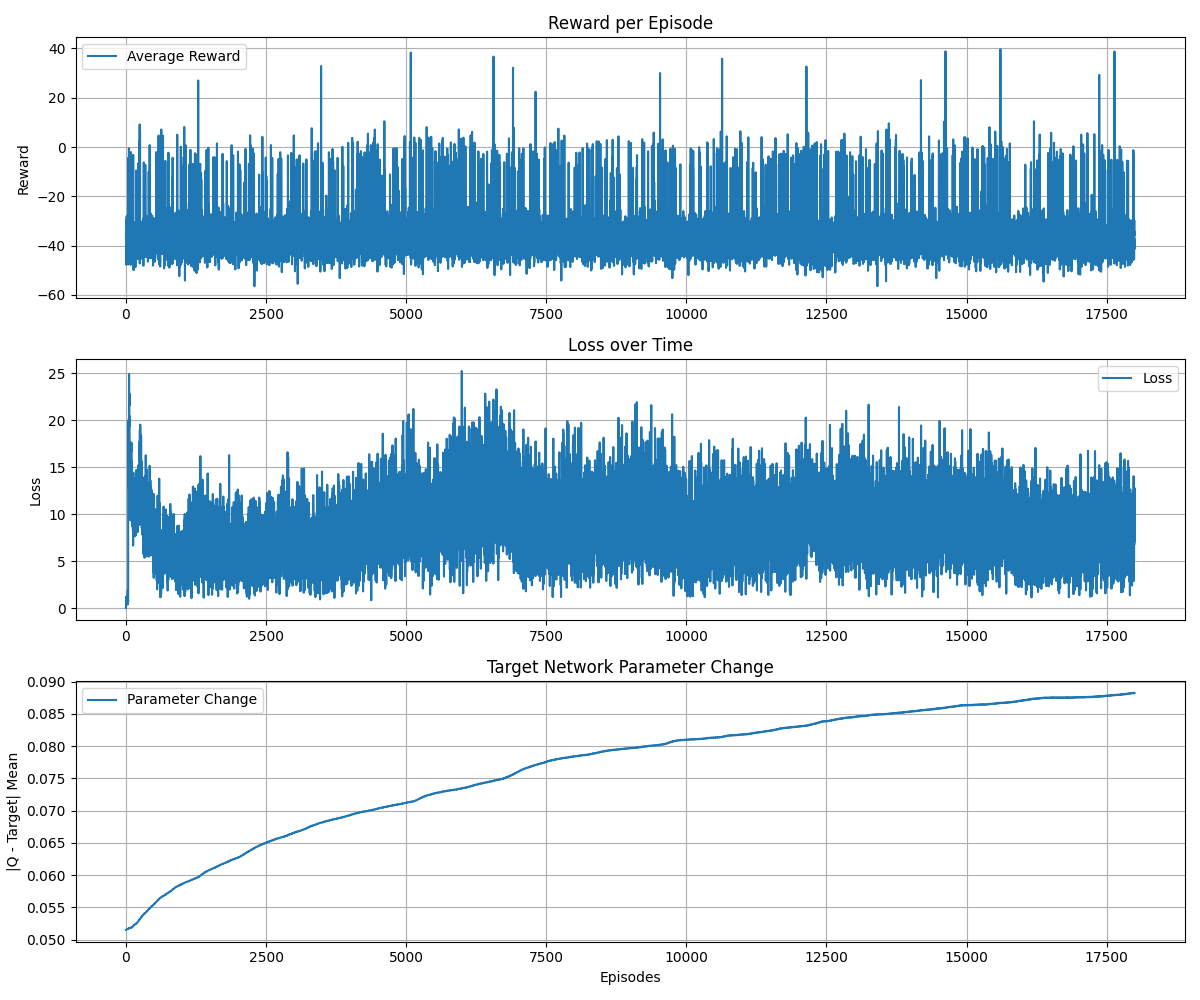 Reward per Episode
Average Reward
Reward
40
20
0
−20
−40
−60
0 2500 5000 7500 10000 12500 15000 17500
Loss over Time
Loss
Loss
25
20
15
10
5
0
0 2500 5000 7500 10000 12500 15000 17500
Target Network Parameter Change
Parameter Change
|Q - Target| Mean
0.090
0.085
0.080
0.075
0.070
0.065
0.060
0.055
0.050
0 2500 5000 7500 10000 12500 15000 17500
Episodes